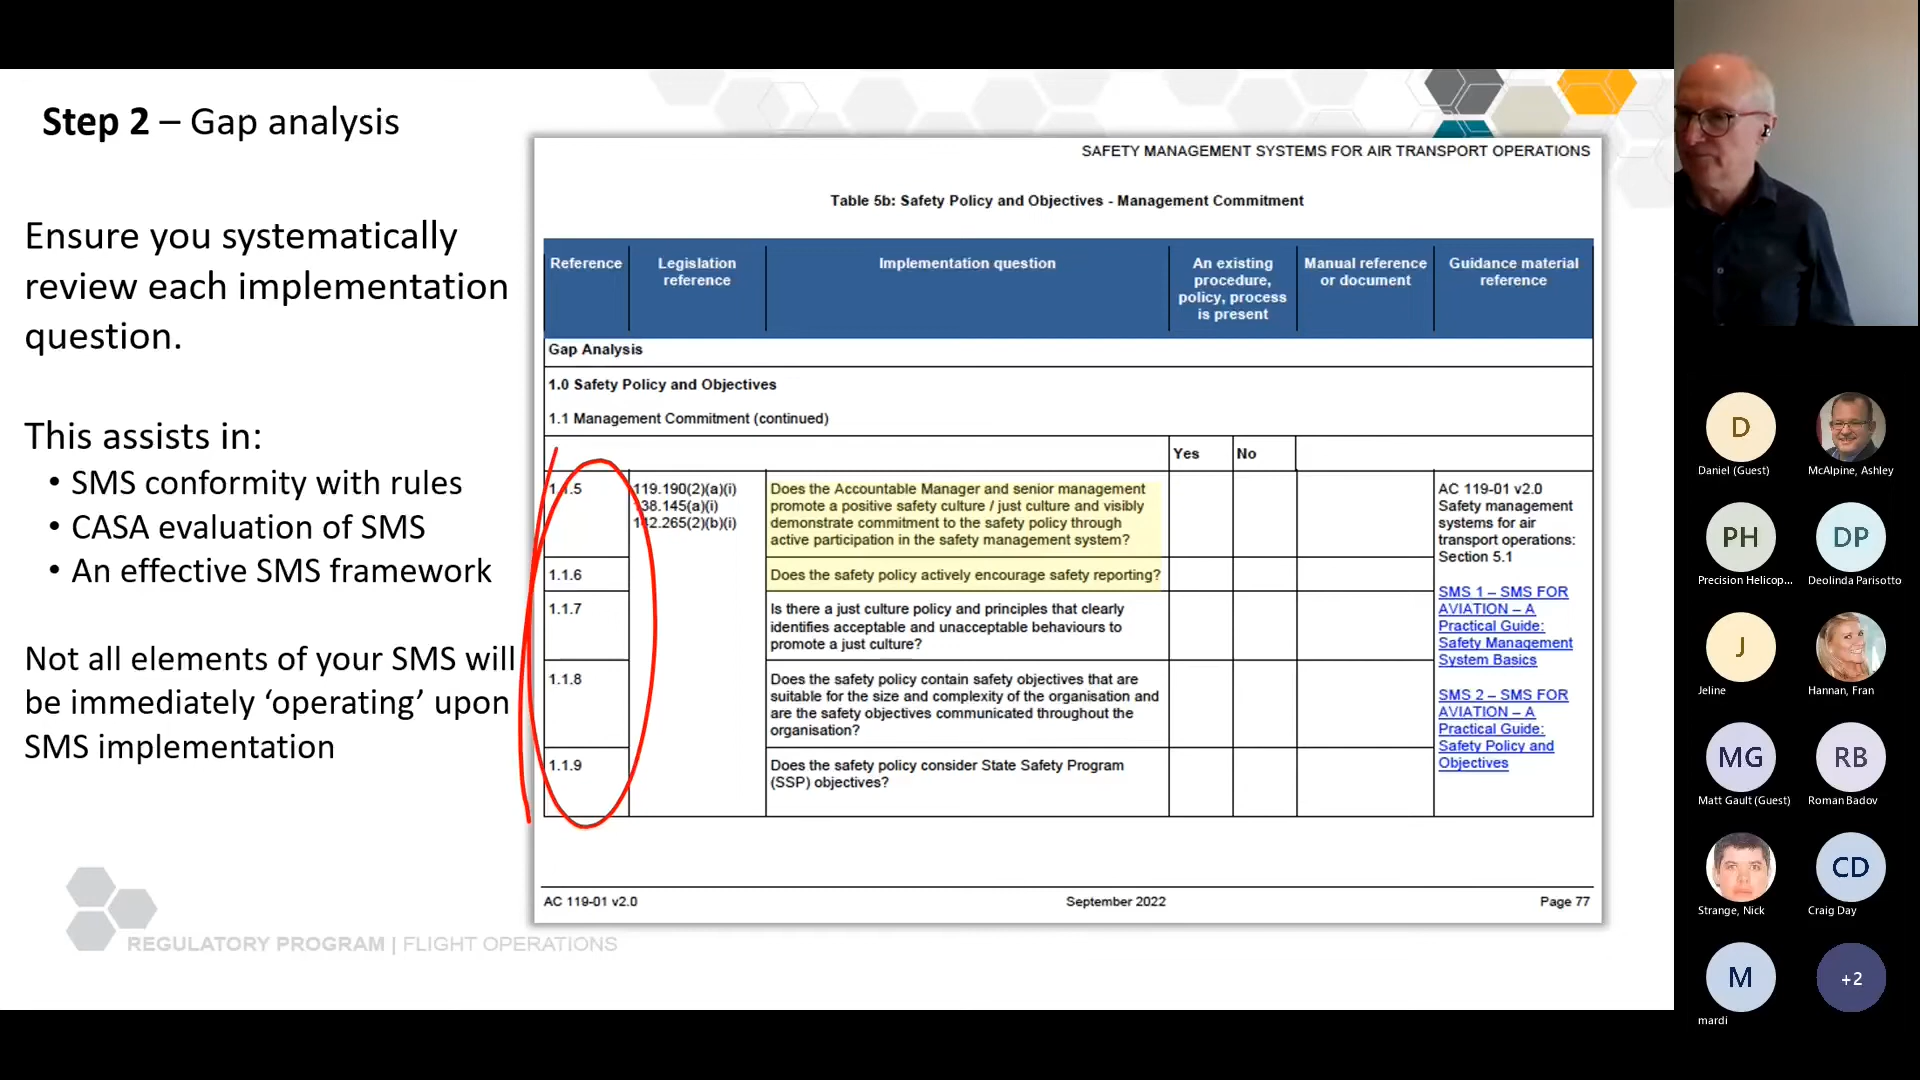 Step 2 – Gap analysis
Ensure you systematically
review each implementation
question.
This assists in:
• SMS conformity with rules
• CASA evaluation of SMS
• An effective SMS framework
Not all elements of your SMS will
be immediately ‘operating’ upon
SMS implementation
REGULATORY PROGRAM | FLIGHT OPERATIONS
SAFETY MANAGEMENT SYSTEMS FOR AIR TRANSPORT OPERATIONS
Table 5b: Safety Policy and Objectives - Management Commitment
Reference
Legislation
reference
Implementation question
An existing
procedure,
policy, process
is present
Manual reference
or document
Guidance material
reference
Gap Analysis
1.0 Safety Policy and Objectives
1.1 Management Commitment (continued)
Yes
No
1.1.5
119.190(2)(a)(i)
138.145(a)(i)
142.265(2)(b)(i)
Does the Accountable Manager and senior management
promote a positive safety culture / just culture and visibly
demonstrate commitment to the safety policy through
active participation in the safety management system?
1.1.6
Does the safety policy actively encourage safety reporting?
1.1.7
Is there a just culture policy and principles that clearly
identifies acceptable and unacceptable behaviours to
promote a just culture?
1.1.8
Does the safety policy contain safety objectives that are
suitable for the size and complexity of the organisation and
are the safety objectives communicated throughout the
organisation?
1.1.9
Does the safety policy consider State Safety Program
(SSP) objectives?
AC 119-01 v2.0
Safety management
systems for air
transport operations:
Section 5.1
SMS 1 – SMS FOR
AVIATION – A
Practical Guide:
Safety Management
System Basics
SMS 2 – SMS FOR
AVIATION – A
Practical Guide:
Safety Policy and
Objectives
AC 119-01 v2.0
September 2022
Page 77
D
Daniel (Guest)
McAlpine, Ashley
PH
Precision Helicop...
DP
Deolinda Parisotto
J
Jeline
Hannan, Fran
MG
Matt Gault (Guest)
RB
Roman Badov
Strange, Nick
CD
Craig Day
M
mardi
+2